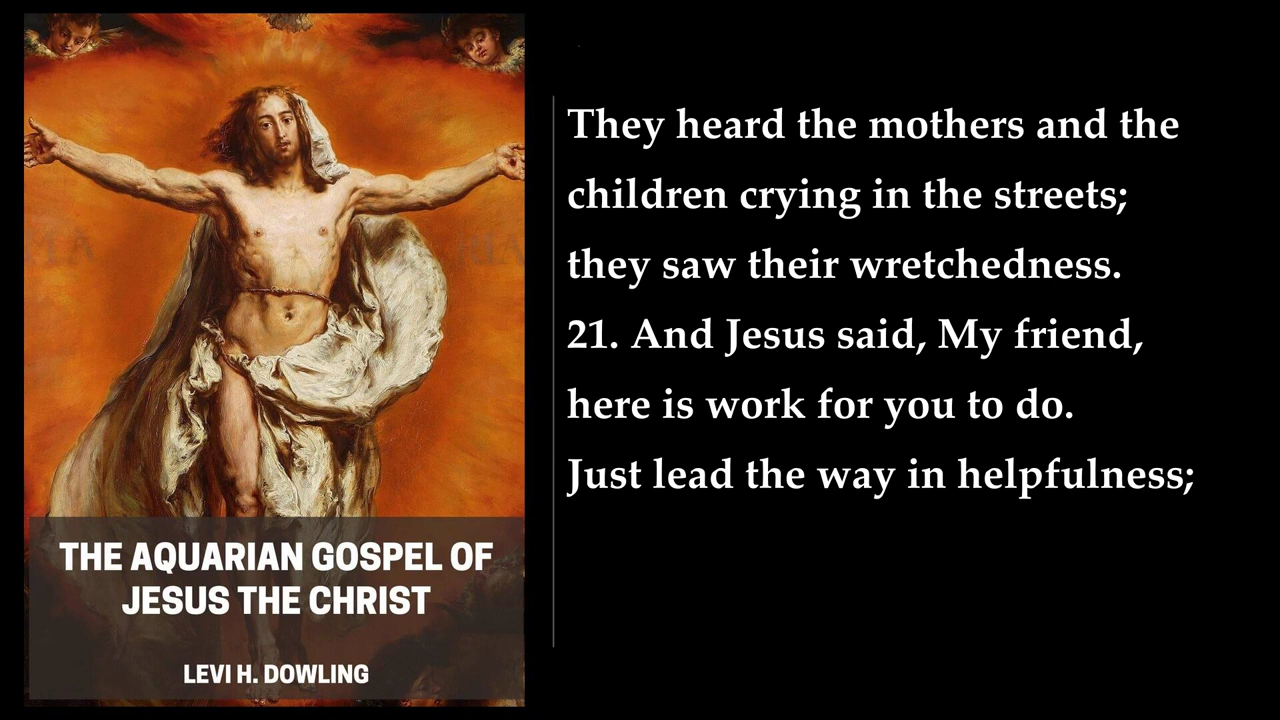 They heard the mothers and the
children crying in the streets;
they saw their wretchedness.
21. And Jesus said, My friend,
here is work for you to do.
Just lead the way in helpfulness;
THE AQUARIAN GOSPEL OF
JESUS THE CHRIST
LEVI H. DOWLING